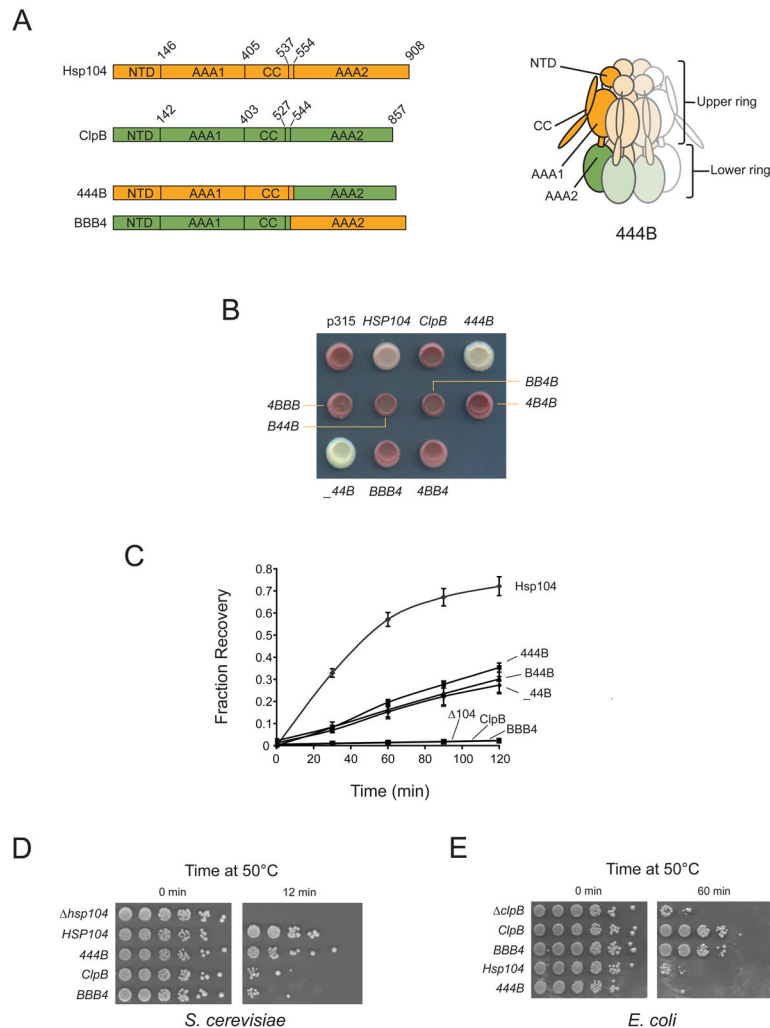 A
146 405 537 554 908
Hsp104 NTD AAA1 CC AAA2
142 403 527 544 857
ClpB NTD AAA1 CC AAA2
444B NTD AAA1 CC AAA2
BBB4 NTD AAA1 CC AAA2
NTD
CC
AAA1
AAA2
Upper ring
Lower ring
444B
B
p315 HSP104 ClpB 444B
BB4B
4BBB
4B4B
B44B
_44B BBB4 4BB4
C
Fraction Recovery
0.8
0.7
0.6
0.5
0.4
0.3
0.2
0.1
0
Hsp104
444B
B44B
_44B
Δ104
ClpB
BBB4
0 20 40 60 80 100 120
Time (min)
D
Time at 50°C
0 min 12 min
Δhsp104
HSP104
444B
ClpB
BBB4
S. cerevisiae
E
Time at 50°C
0 min 60 min
ΔclpB
ClpB
BBB4
Hsp104
444B
E. coli